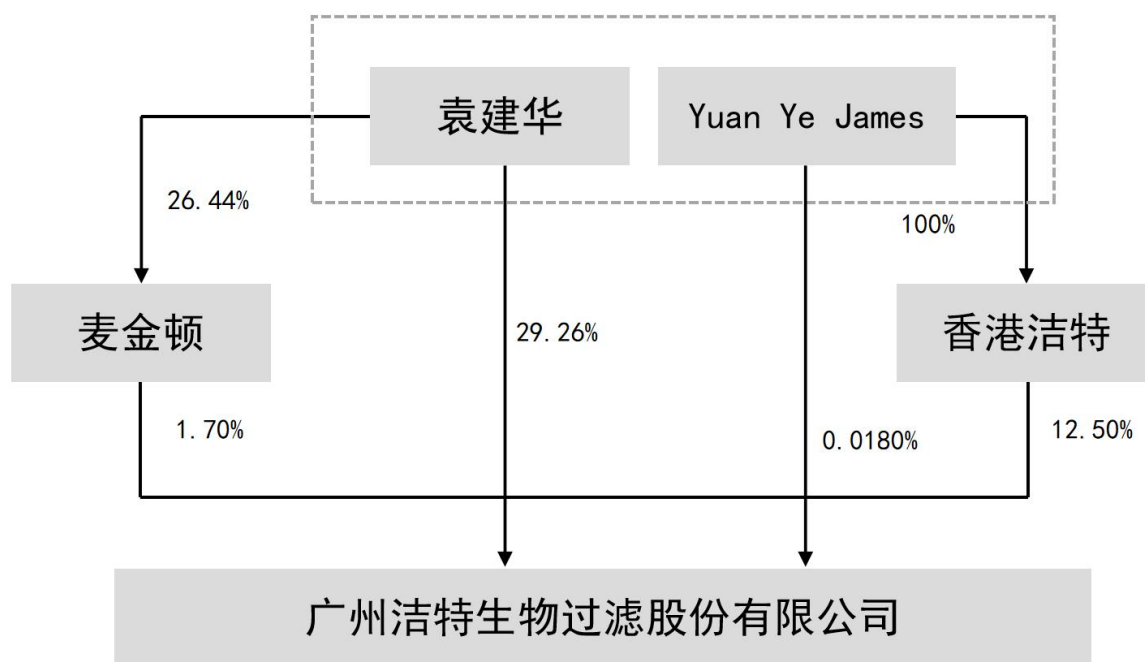 袁建华
Yuan Ye James
26.44%
100%
麦金顿
香港洁特
29.26%
1.70%
0.0180%
12.50%
广州洁特生物过滤股份有限公司